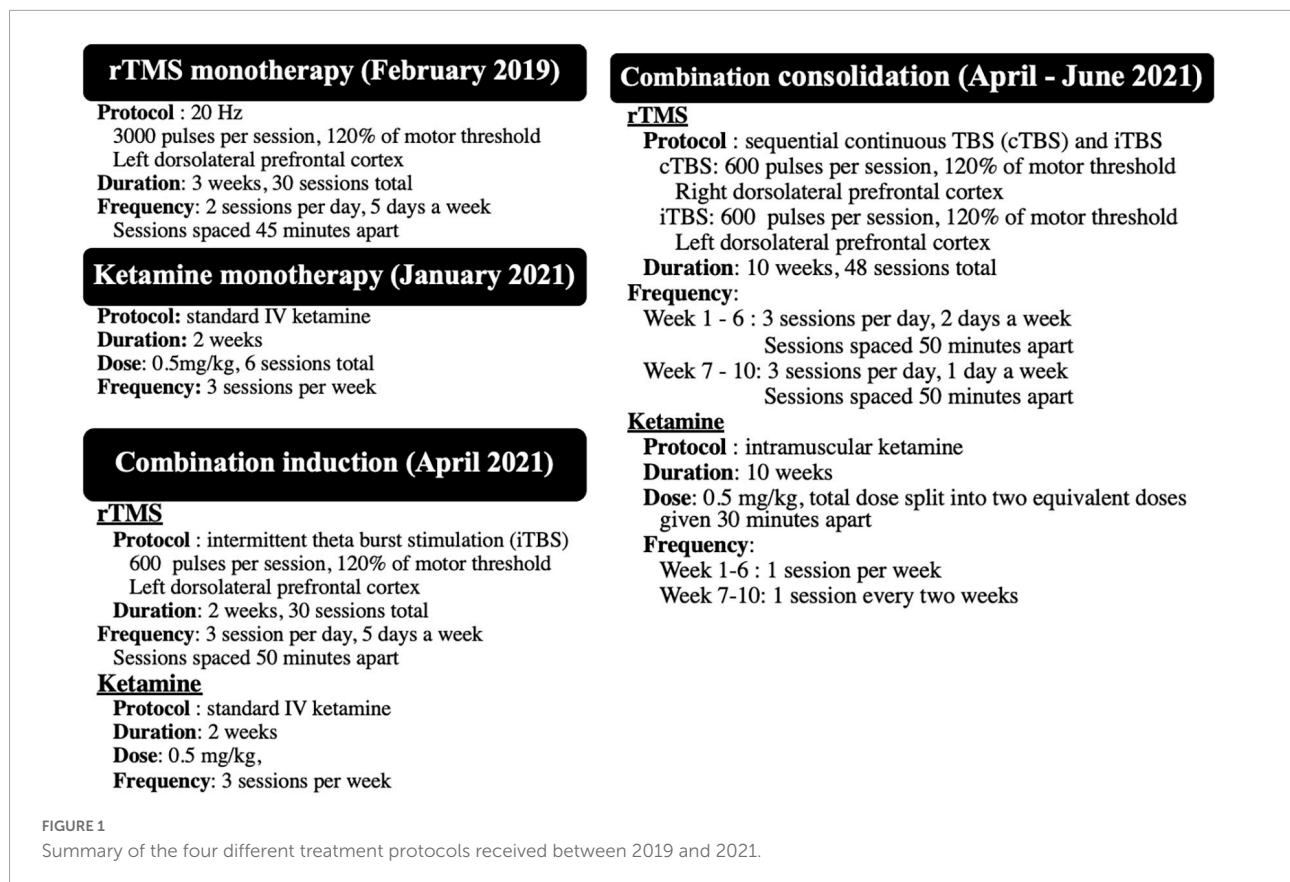 rTMS monotherapy (February 2019)
Protocol : 20 Hz
3000 pulses per session, 120% of motor threshold
Left dorsolateral prefrontal cortex
Duration: 3 weeks, 30 sessions total
Frequency: 2 sessions per day, 5 days a week
Sessions spaced 45 minutes apart
Ketamine monotherapy (January 2021)
Protocol: standard IV ketamine
Duration: 2 weeks
Dose: 0.5mg/kg, 6 sessions total
Frequency: 3 sessions per week
Combination induction (April 2021)
rTMS
Protocol : intermittent theta burst stimulation (iTBS)
600 pulses per session, 120% of motor threshold
Left dorsolateral prefrontal cortex
Duration: 2 weeks, 30 sessions total
Frequency: 3 session per day, 5 days a week
Sessions spaced 50 minutes apart
Ketamine
Protocol : standard IV ketamine
Duration: 2 weeks
Dose: 0.5 mg/kg,
Frequency: 3 sessions per week
Combination consolidation (April - June 2021)
rTMS
Protocol : sequential continuous TBS (cTBS) and iTBS
cTBS: 600 pulses per session, 120% of motor threshold
Right dorsolateral prefrontal cortex
iTBS: 600 pulses per session, 120% of motor threshold
Left dorsolateral prefrontal cortex
Duration: 10 weeks, 48 sessions total
Frequency:
Week 1 - 6 : 3 sessions per day, 2 days a week
Sessions spaced 50 minutes apart
Week 7 - 10: 3 sessions per day, 1 day a week
Sessions spaced 50 minutes apart
Ketamine
Protocol : intramuscular ketamine
Duration: 10 weeks
Dose: 0.5 mg/kg, total dose split into two equivalent doses
given 30 minutes apart
Frequency:
Week 1-6 : 1 session per week
Week 7-10: 1 session every two weeks
FIGURE 1
Summary of the four different treatment protocols received between 2019 and 2021.